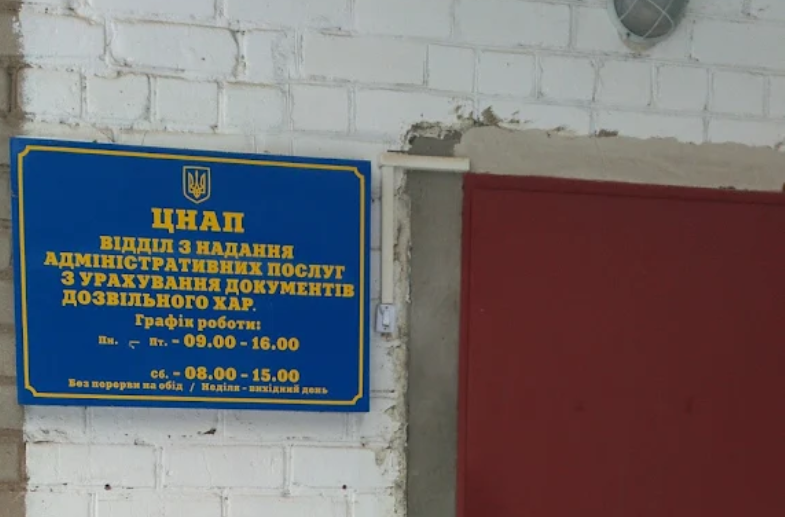 ЦНАП
ВІДДІЛ З НАДАННЯ
АДМІНІСТРАТИВНИХ ПОСЛУГ
З УРАХУВАННЯ ДОКУМЕНТІВ
ДОЗВІЛЬНОГО ХАР.
Графік роботи:
Пн. - Пт. - 09.00 - 16.00
Сб. - 08.00 - 15.00
Без перерви на обід / Неділя - вихідний день